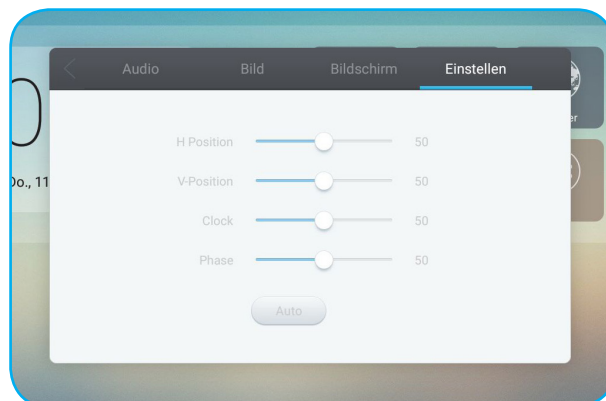 Audio Bild Bildschirm Einstellen
H Position 50
V-Position 50
Do., 11
Clock 50
Phase 50
Auto